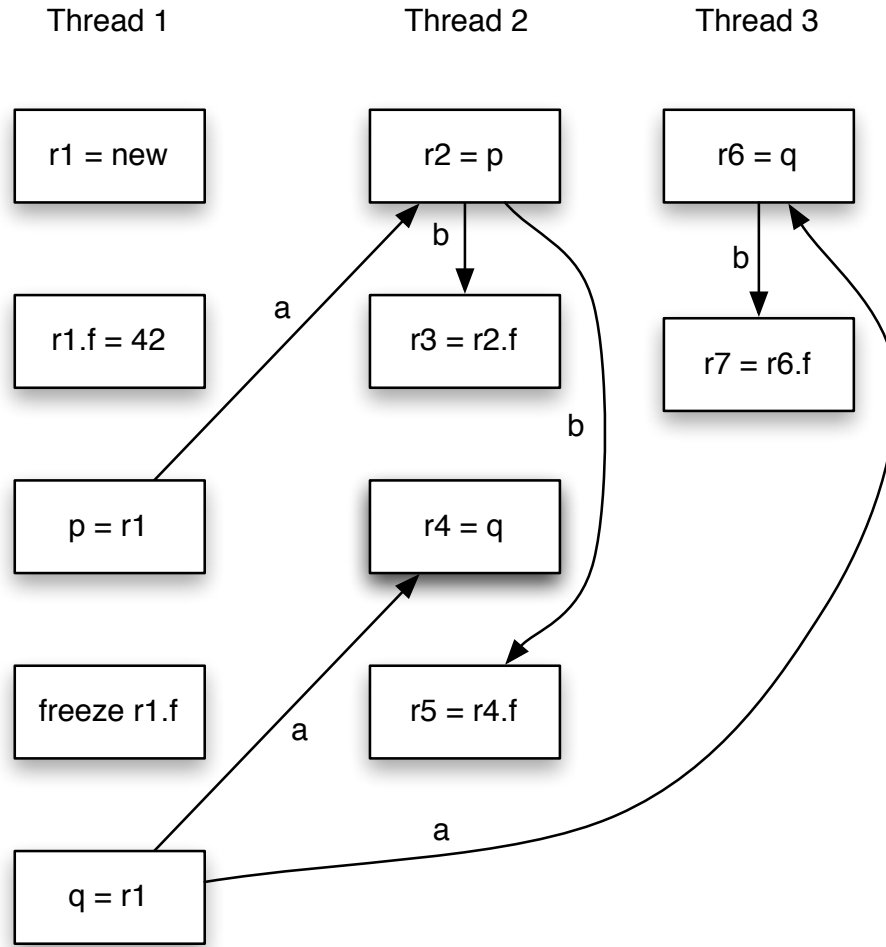 Thread 1
Thread 2
Thread 3
r1 = new
r2 = p
r6 = q
b
b
a
r1.f = 42
r3 = r2.f
r7 = r6.f
b
p = r1
r4 = q
freeze r1.f
r5 = r4.f
a
a
q = r1